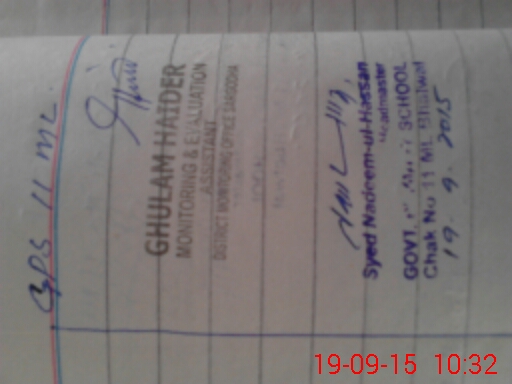 GPS 11 ML
GHULAM HAIDER
MONITORING & EVALUATION
ASSISTANT
DISTRICT MONITORING OFFICE SARGODHA
Syed Nadeem-ul-Hassan
Headmaster
GOVT SCHOOL
Chak No 11 ML Bhalwal
19. 9. 2015
19-09-15 10:32